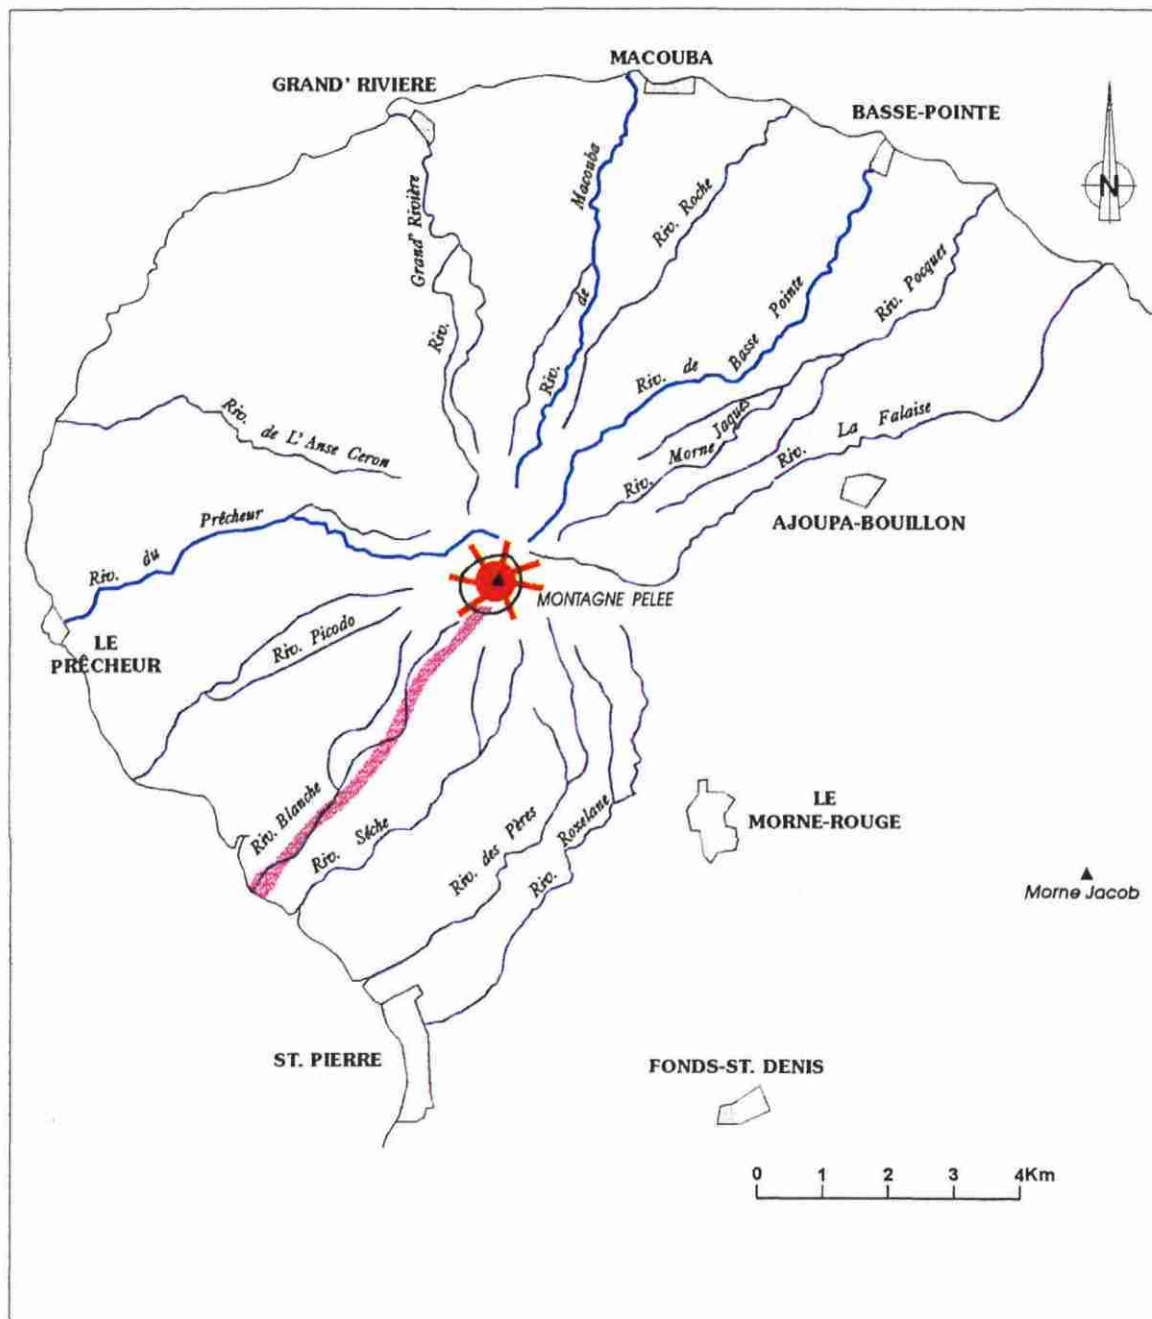 MACOUBA
GRAND' RIVIERE
BASSE-POINTE
N
Riv. de Macouba
Riv. Roche
Riv. Grand' Rivière
Riv. Pocquet
Riv. de Basse Pointe
Riv. de L'Anse Ceron
Riv. Morne Jaques
Riv. La Falaise
AJOUPA-BOUILLON
Riv. du Prêcheur
MONTAGNE PELEE
LE
PRÊCHEUR
Riv. Picodo
Riv. Blanche
Riv. Séche
Riv. des Pères
Riv. Roxelane
LE
MORNE-ROUGE
Morne Jacob
ST. PIERRE
FONDS-ST. DENIS
0 1 2 3 4Km